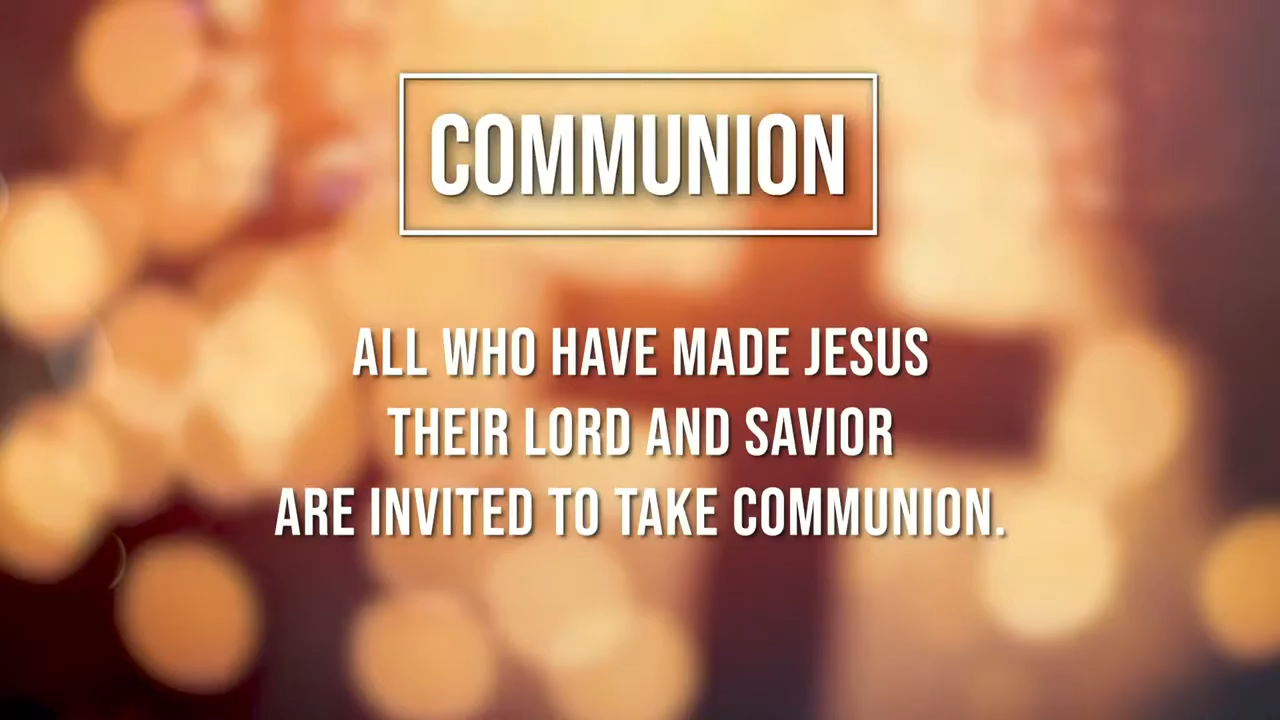 COMMUNION
ALL WHO HAVE MADE JESUS
THEIR LORD AND SAVIOR
ARE INVITED TO TAKE COMMUNION.